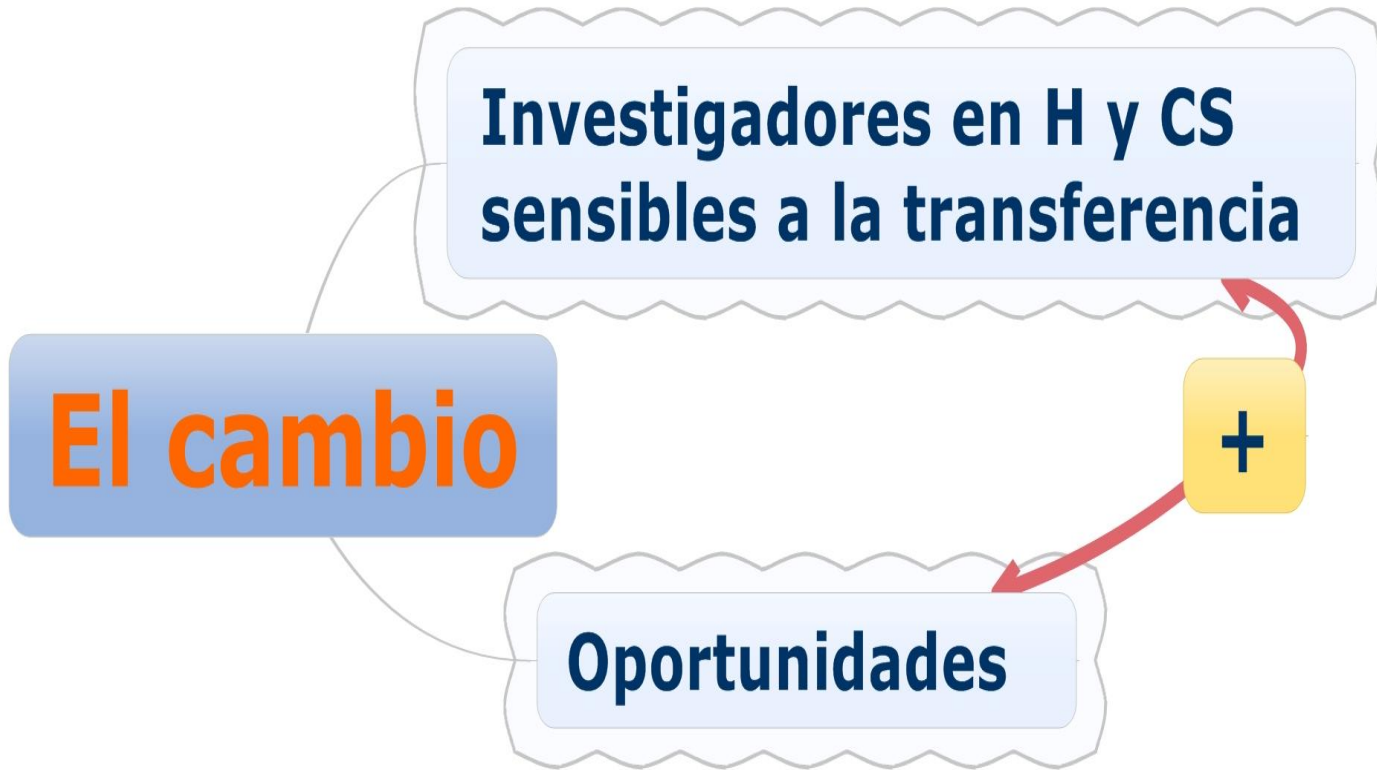 Investigadores en H y CS
sensibles a la transferencia
El cambio
+
Oportunidades